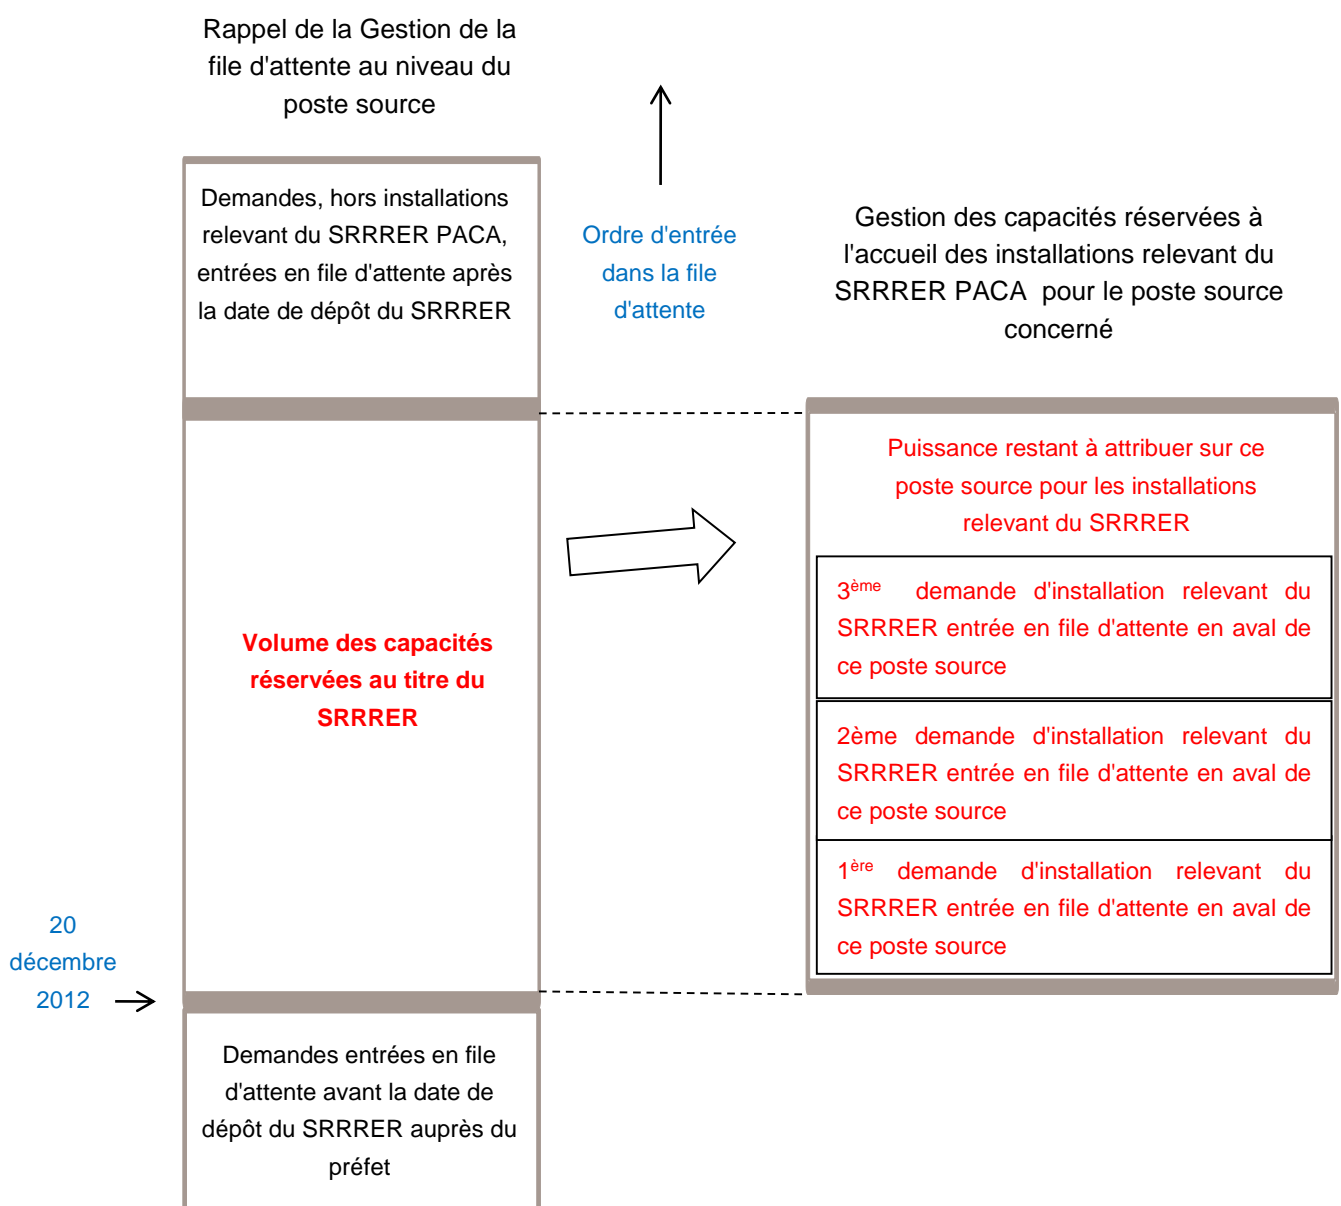 Rappel de la Gestion de la
file d'attente au niveau du
poste source
Demandes, hors installations
relevant du SRRRER PACA,
entrées en file d'attente après
la date de dépôt du SRRRER
Ordre d'entrée
dans la file
d'attente
Gestion des capacités réservées à
l'accueil des installations relevant du
SRRRER PACA pour le poste source
concerné
Volume des capacités
réservées au titre du
SRRRER
Puissance restant à attribuer sur ce
poste source pour les installations
relevant du SRRRER
3ème demande d'installation relevant du
SRRRER entrée en file d'attente en aval de
ce poste source
2ème demande d'installation relevant du
SRRRER entrée en file d'attente en aval de
ce poste source
1ère demande d'installation relevant du
SRRRER entrée en file d'attente en aval de
ce poste source
20
décembre
2012
Demandes entrées en file
d'attente avant la date de
dépôt du SRRRER auprès du
préfet